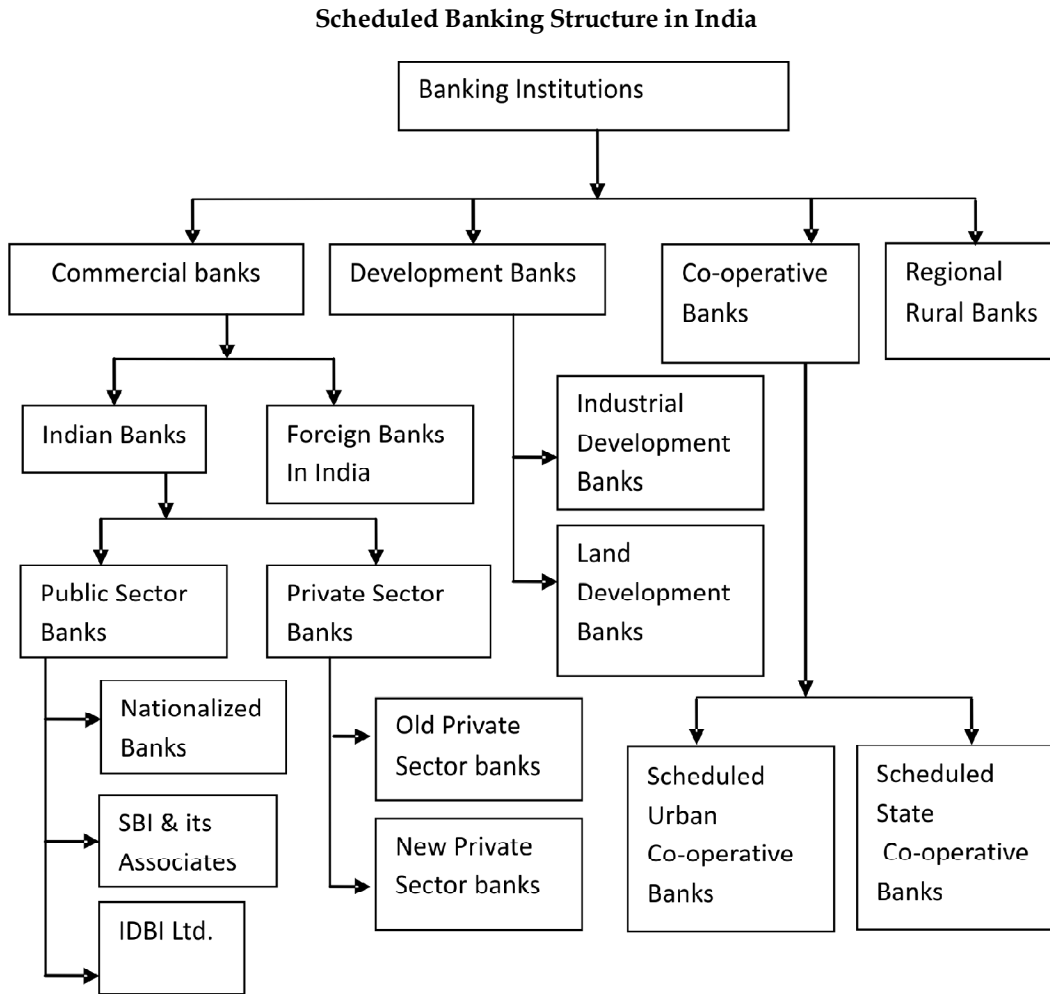 Scheduled Banking Structure in India
Banking Institutions
Commercial banks
Development Banks
Co-operative
Banks
Regional
Rural Banks
Indian Banks
Foreign Banks
In India
Industrial
Development
Banks
Land
Development
Banks
Public Sector
Banks
Private Sector
Banks
Nationalized
Banks
SBI & its
Associates
IDBI Ltd.
Old Private
Sector banks
New Private
Sector banks
Scheduled
Urban
Co-operative
Banks
Scheduled
State
Co-operative
Banks